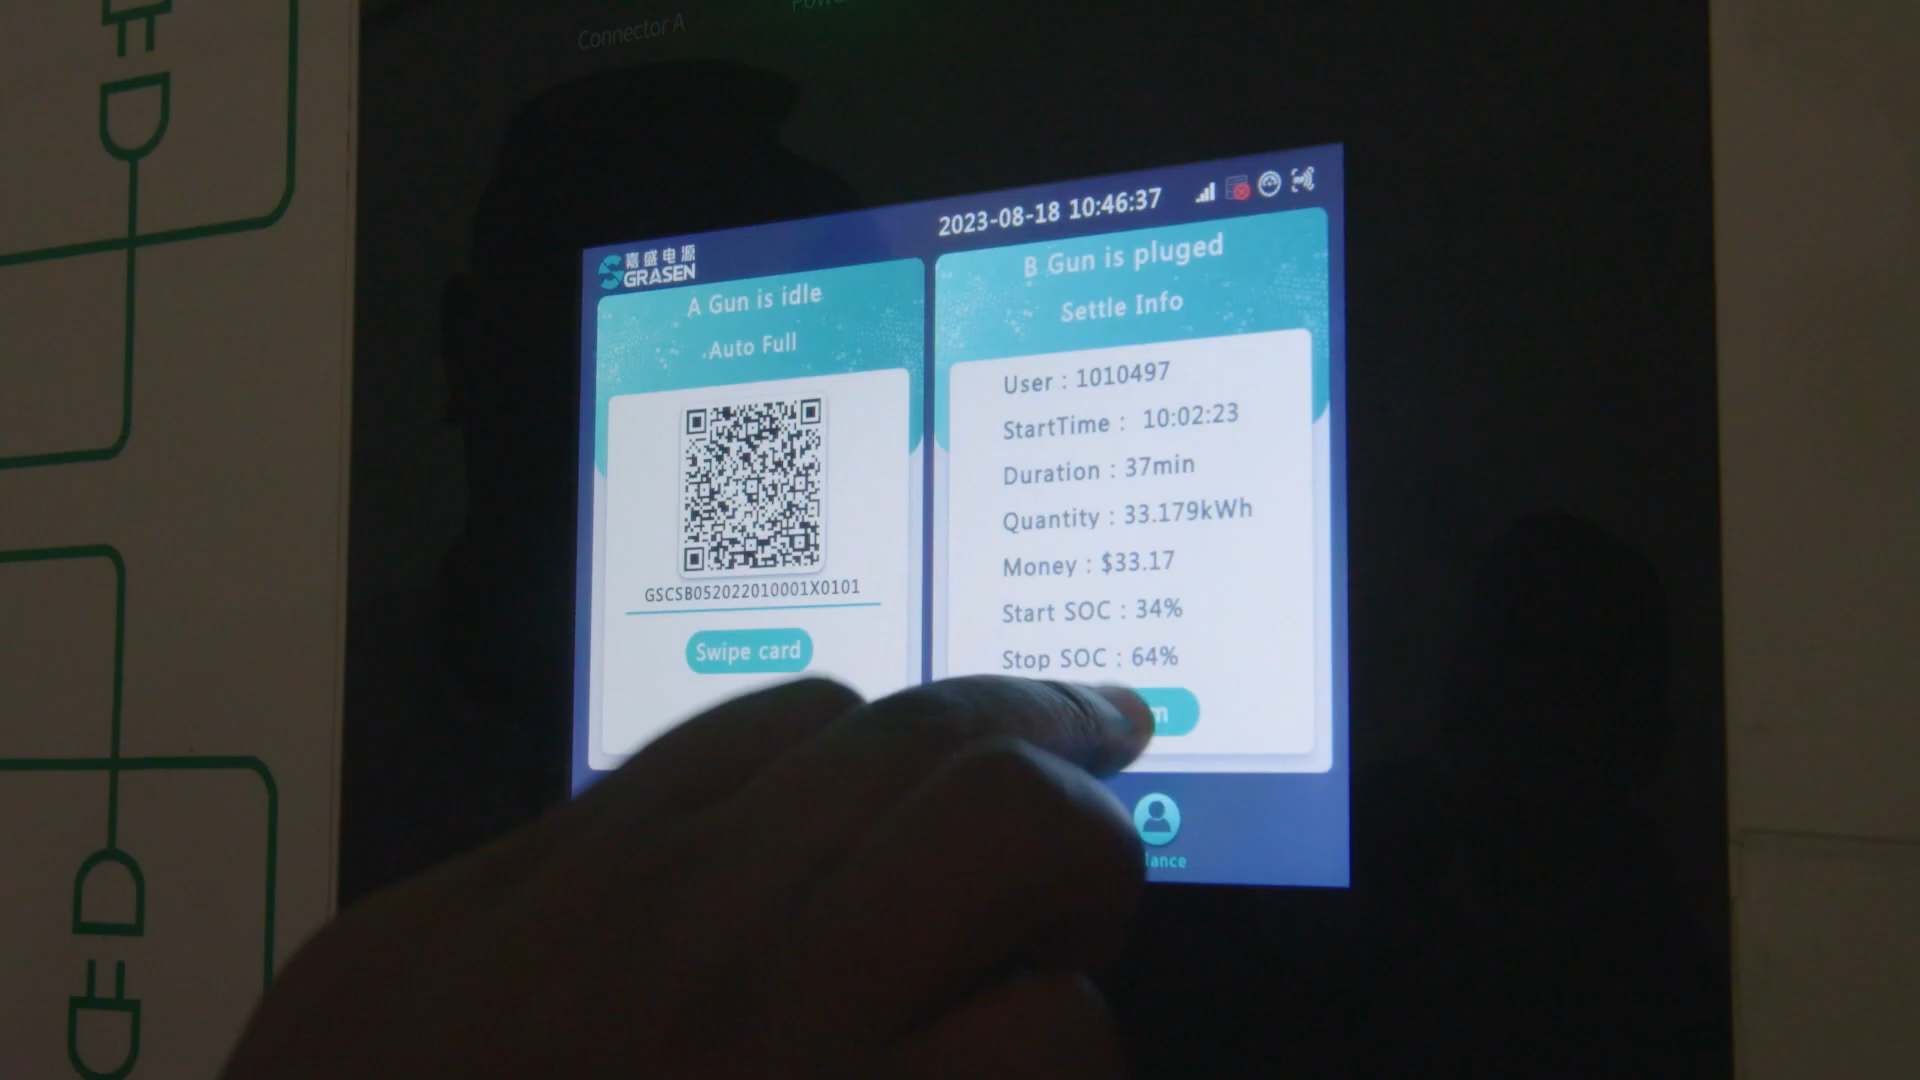 Connector A
2023-08-18 10:46:37
嘉盛电源
GRASEN
A Gun is idle
Auto Full
GSCSB052022010001X0101
Swipe card
B Gun is pluged
Settle Info
User : 1010497
StartTime : 10:02:23
Duration : 37min
Quantity : 33.179kWh
Money : $33.17
Start SOC : 34%
Stop SOC : 64%